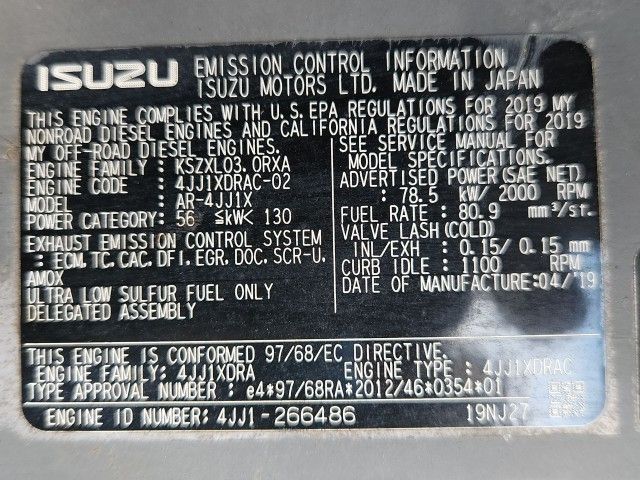 ISUZU EMISSION CONTROL INFORMATION
ISUZU MOTORS LTD. MADE IN JAPAN
THIS ENGINE COMPLIES WITH U.S.EPA REGULATIONS FOR 2019 MY
NONROAD DIESEL ENGINES AND CALIFORNIA REGULATIONS FOR 2019
MY OFF-ROAD DIESEL ENGINES.
ENGINE FAMILY : KSZXL03.0RXA
ENGINE CODE : 4JJ1XDRAC-02
MODEL : AR-4JJ1X
POWER CATEGORY: 56 ≦kW< 130
EXHAUST EMISSION CONTROL SYSTEM
: ECM.TC.CAC.DFI.EGR.DOC.SCR-U.
AMOX
ULTRA LOW SULFUR FUEL ONLY
DELEGATED ASSEMBLY
SEE SERVICE MANUAL FOR
MODEL SPECIFICATION.
ADVERTISED POWER(SAE NET)
: 78.5 kW/ 2000 RPM
FUEL RATE : 80.9 mm³/st.
VALVE LASH(COLD)
INL/EXH : 0.15/ 0.15 mm
CURB IDLE : 1100 RPM
DATE OF MANUFACTURE: 04/'19
THIS ENGINE IS CONFORMED 97/68/EC DIRECTIVE.
ENGINE FAMILY: 4JJ1XDRA ENGINE TYPE : 4JJ1XDRAC
TYPE APPROVAL NUMBER : e4*97/68RA*2012/46*0354*01
ENGINE ID NUMBER: 4JJ1-266486 19NJ27